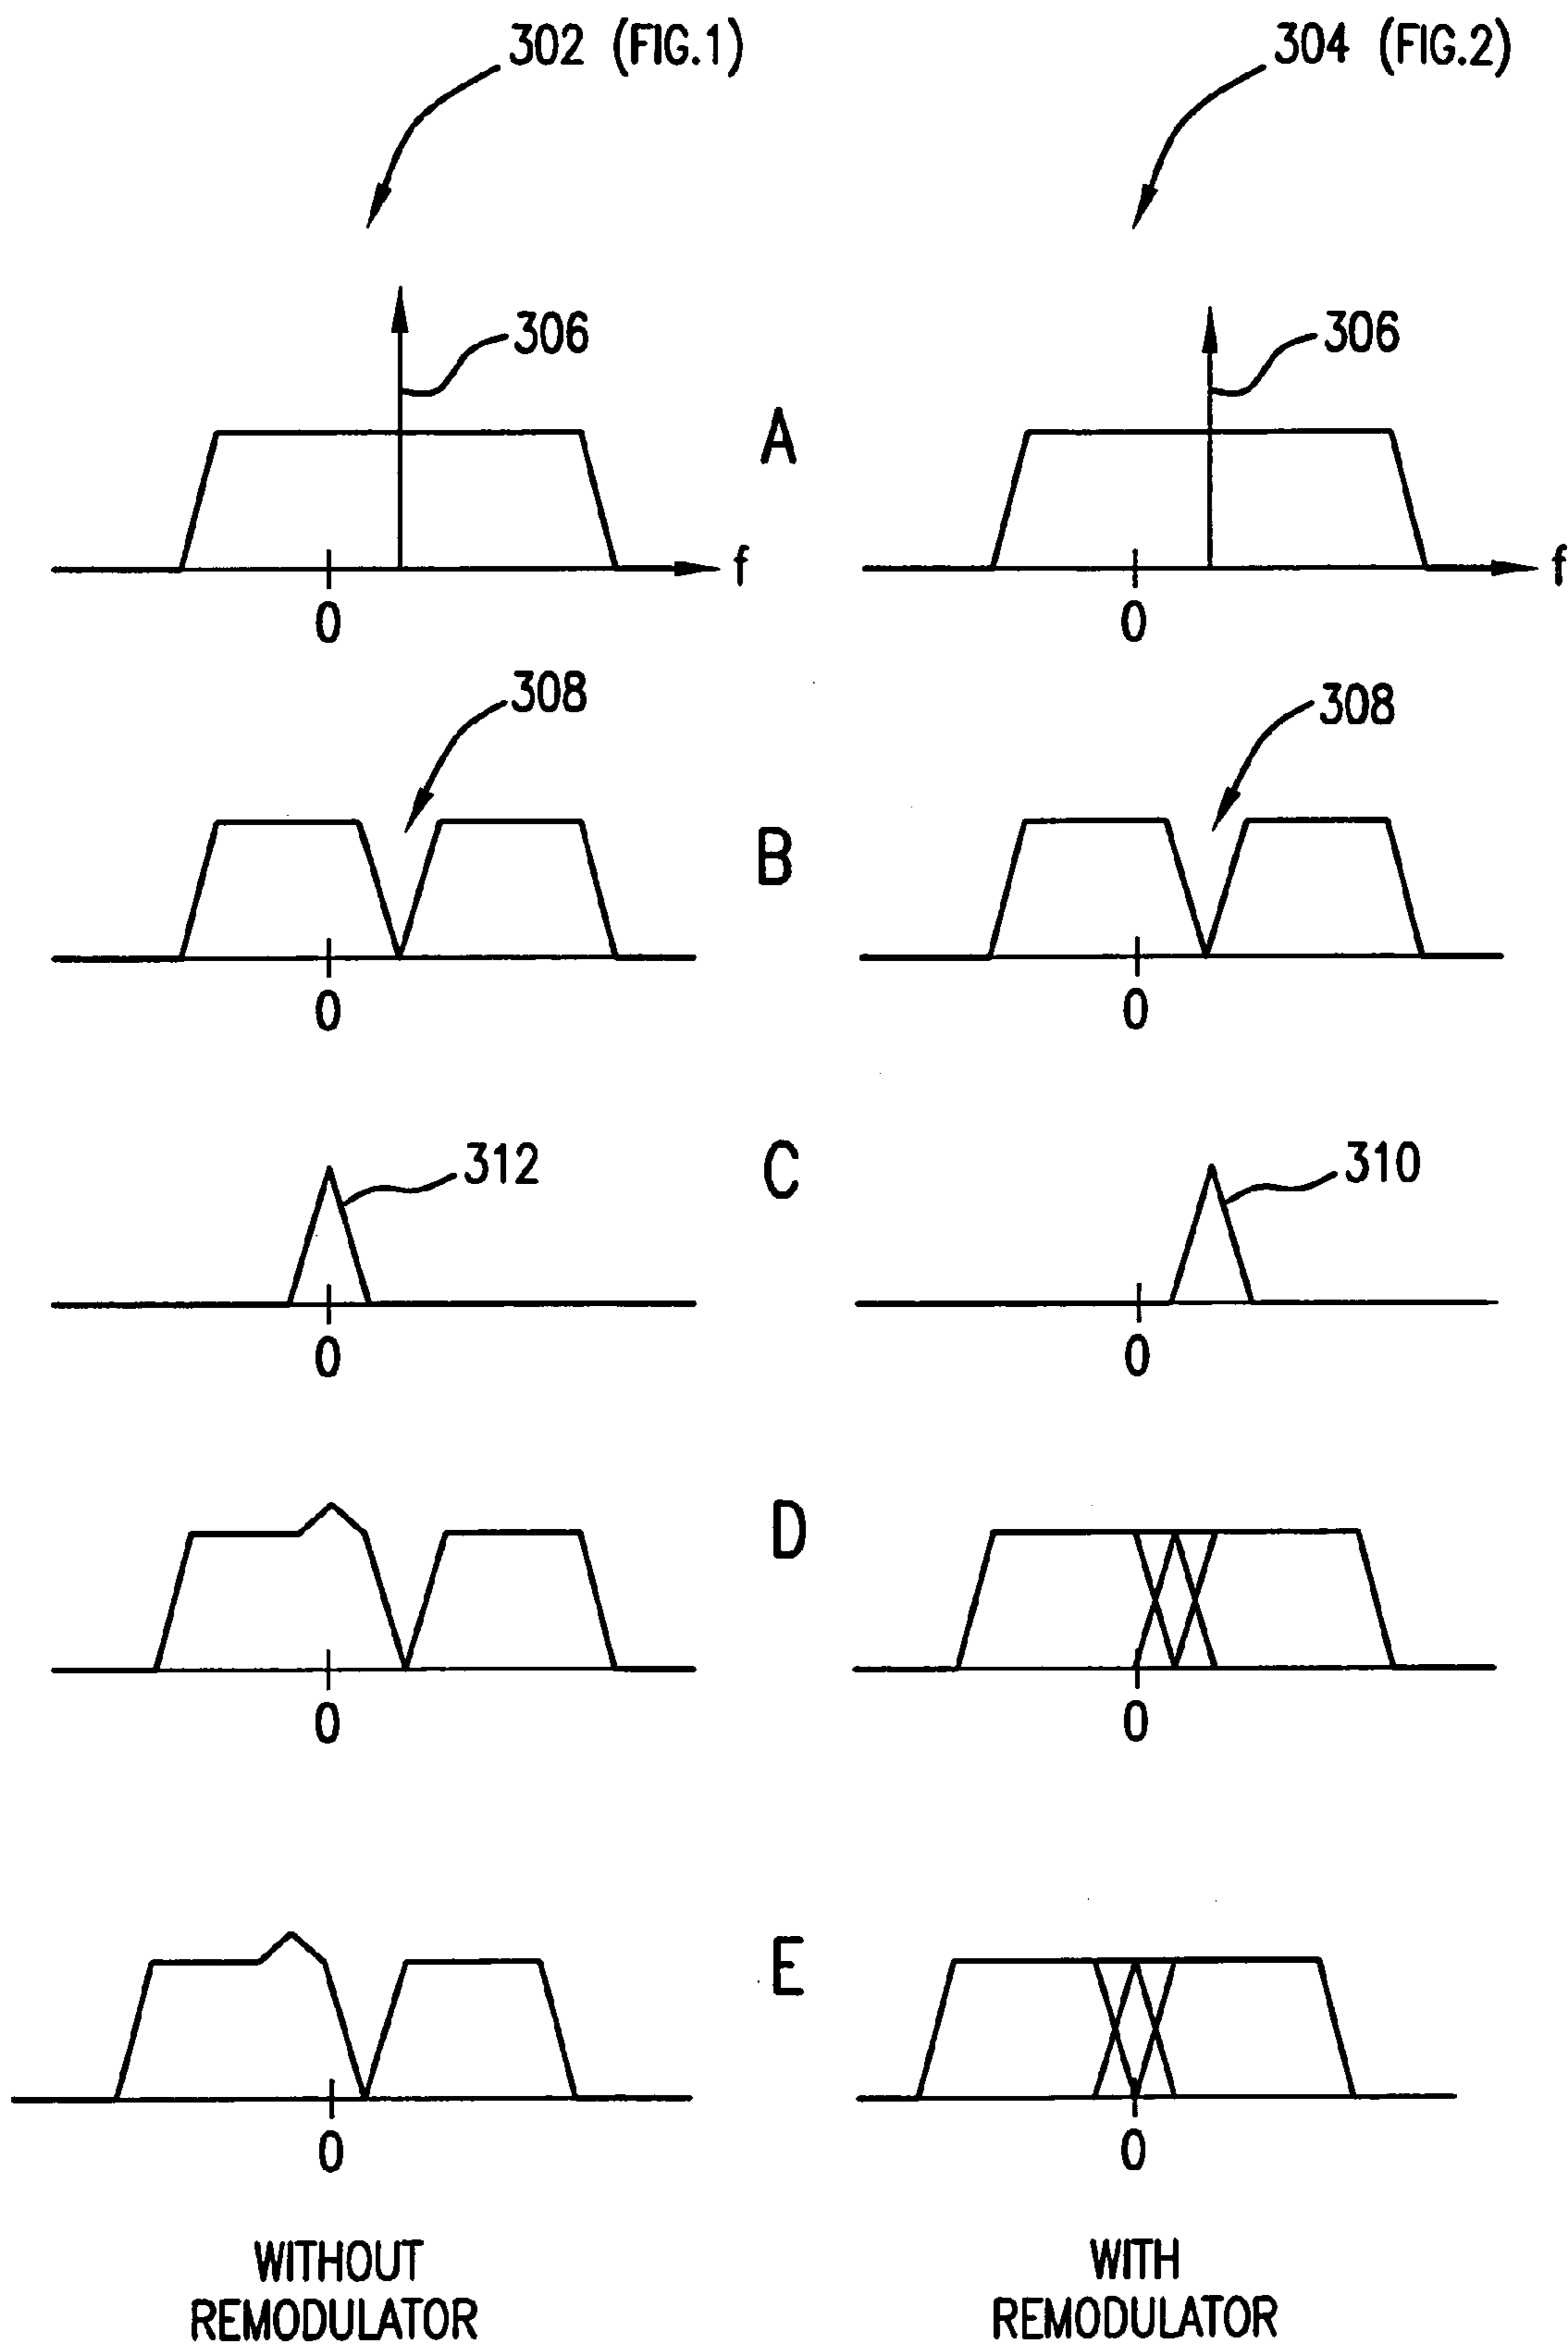 302 (FIG.1)
304 (FIG.2)
306
306
A
f
f
0
0
308
308
B
0
0
312
310
C
0
0
D
0
0
E
0
0
WITHOUT
REMODULATOR
WITH
REMODULATOR